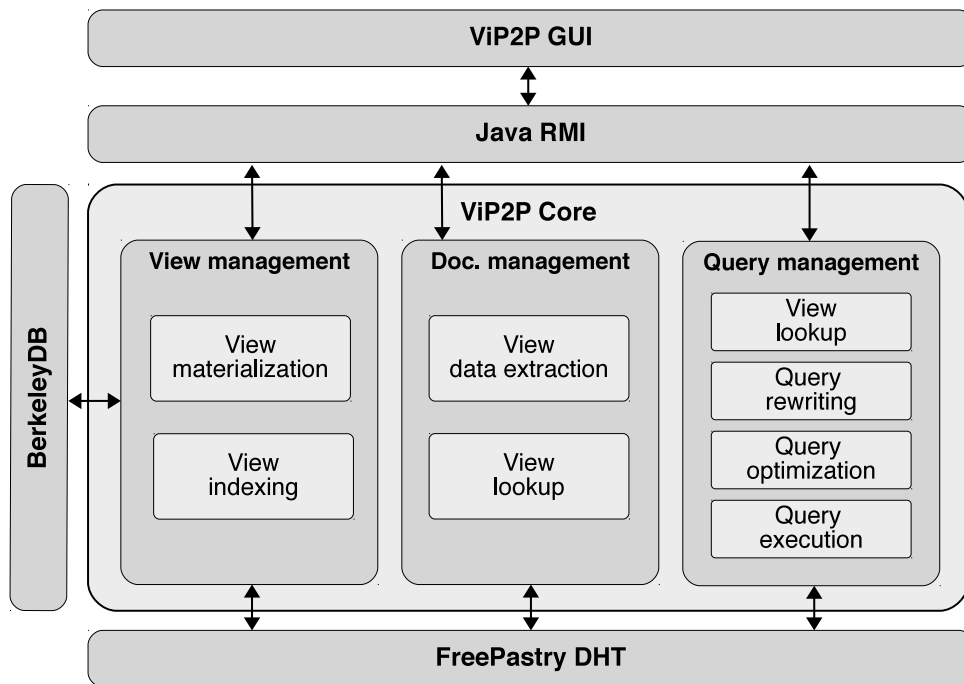 ViP2P GUI
Java RMI
BerkeleyDB
ViP2P Core
View management
View
materialization
View
indexing
Doc. management
View
data extraction
View
lookup
Query management
View
lookup
Query
rewriting
Query
optimization
Query
execution
FreePastry DHT